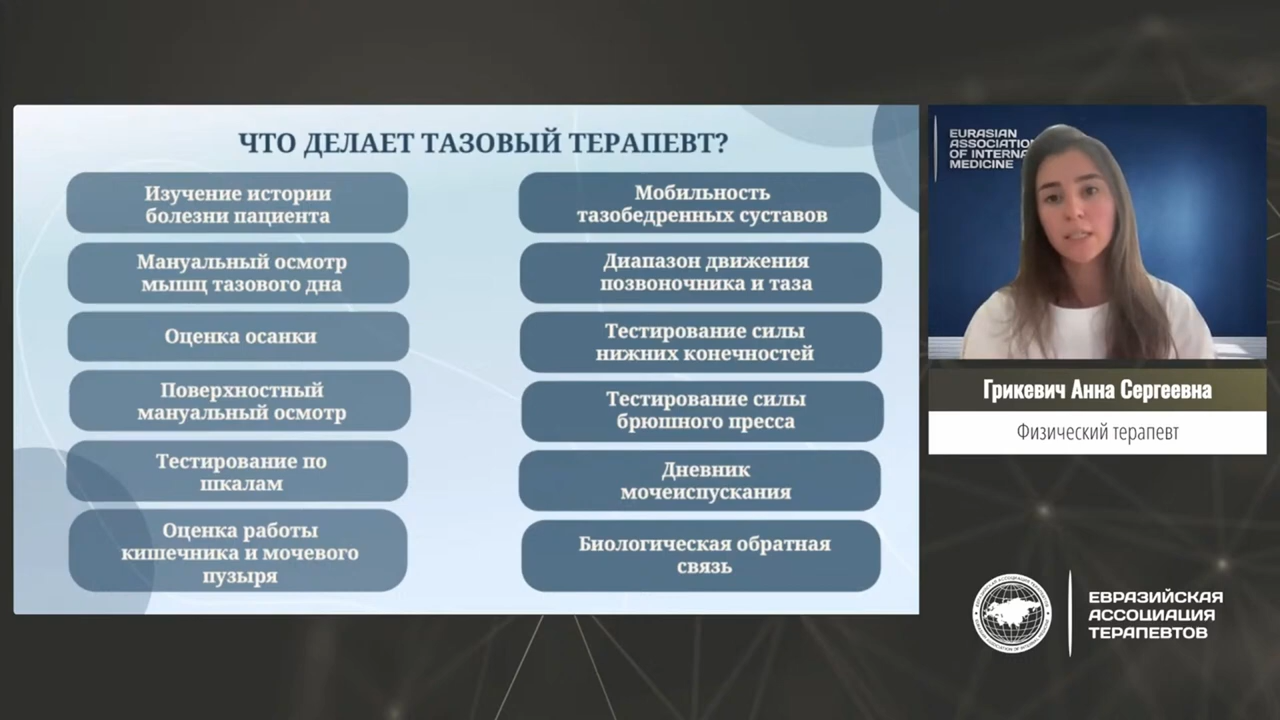 ЧТО ДЕЛАЕТ ТАЗОВЫЙ ТЕРАПЕВТ?
Изучение истории
болезни пациента
Мануальный осмотр
мышц тазового дна
Оценка осанки
Поверхностный
мануальный осмотр
Тестирование по
шкалам
Оценка работы
кишечника и мочевого
пузыря
Мобильность
тазобедренных суставов
Диапазон движения
позвоночника и таза
Тестирование силы
нижних конечностей
Тестирование силы
брюшного пресса
Дневник
мочеиспускания
Биологическая обратная
связь
EURASIAN
ASSOCIATION
OF INTERNA
MEDICINE
Грикевич Анна Сергеевна
Физический терапевт
ЕВРАЗИЙСКАЯ
АССОЦИАЦИЯ
ТЕРАПЕВТОВ